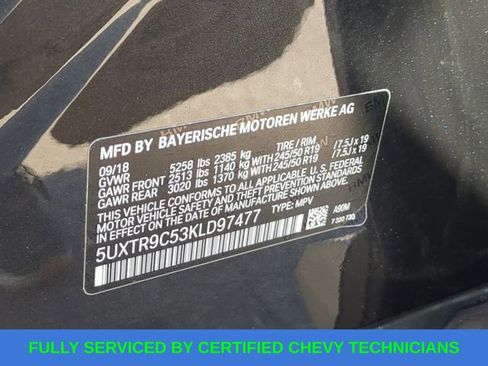 MFD BY BAYERISCHE MOTOREN WERKE AG
09/18 TIRE / RIM
GVWR 5258 lbs 2385 kg
GAWR FRONT 2513 lbs 1140 kg WITH 245/50 R19 /7.5J x 19
GAWR REAR 3020 lbs 1370 kg WITH 245/50 R19 /7.5J x 19
THIS VEHICLE CONFORMS TO ALL APPLICABLE U.S. FEDERAL
MOTOR VEHICLE SAFETY STANDARDS
IN EFFECT ON THE DATE OF MANUFACTURE SHOWN ABOVE.
5UXTR9C53KLD97477 TYPE: MPV A90M
FULLY SERVICED BY CERTIFIED CHEVY TECHNICIANS